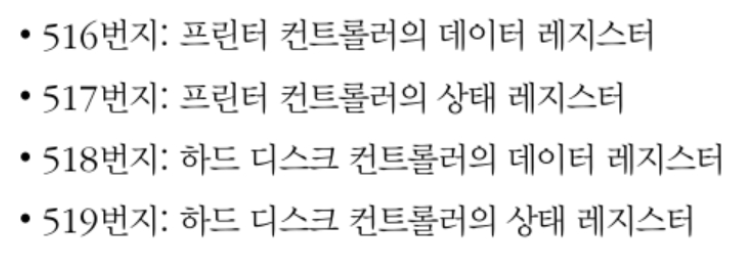 • 516번지: 프린터 컨트롤러의 데이터 레지스터
• 517번지: 프린터 컨트롤러의 상태 레지스터
• 518번지: 하드 디스크 컨트롤러의 데이터 레지스터
• 519번지: 하드 디스크 컨트롤러의 상태 레지스터